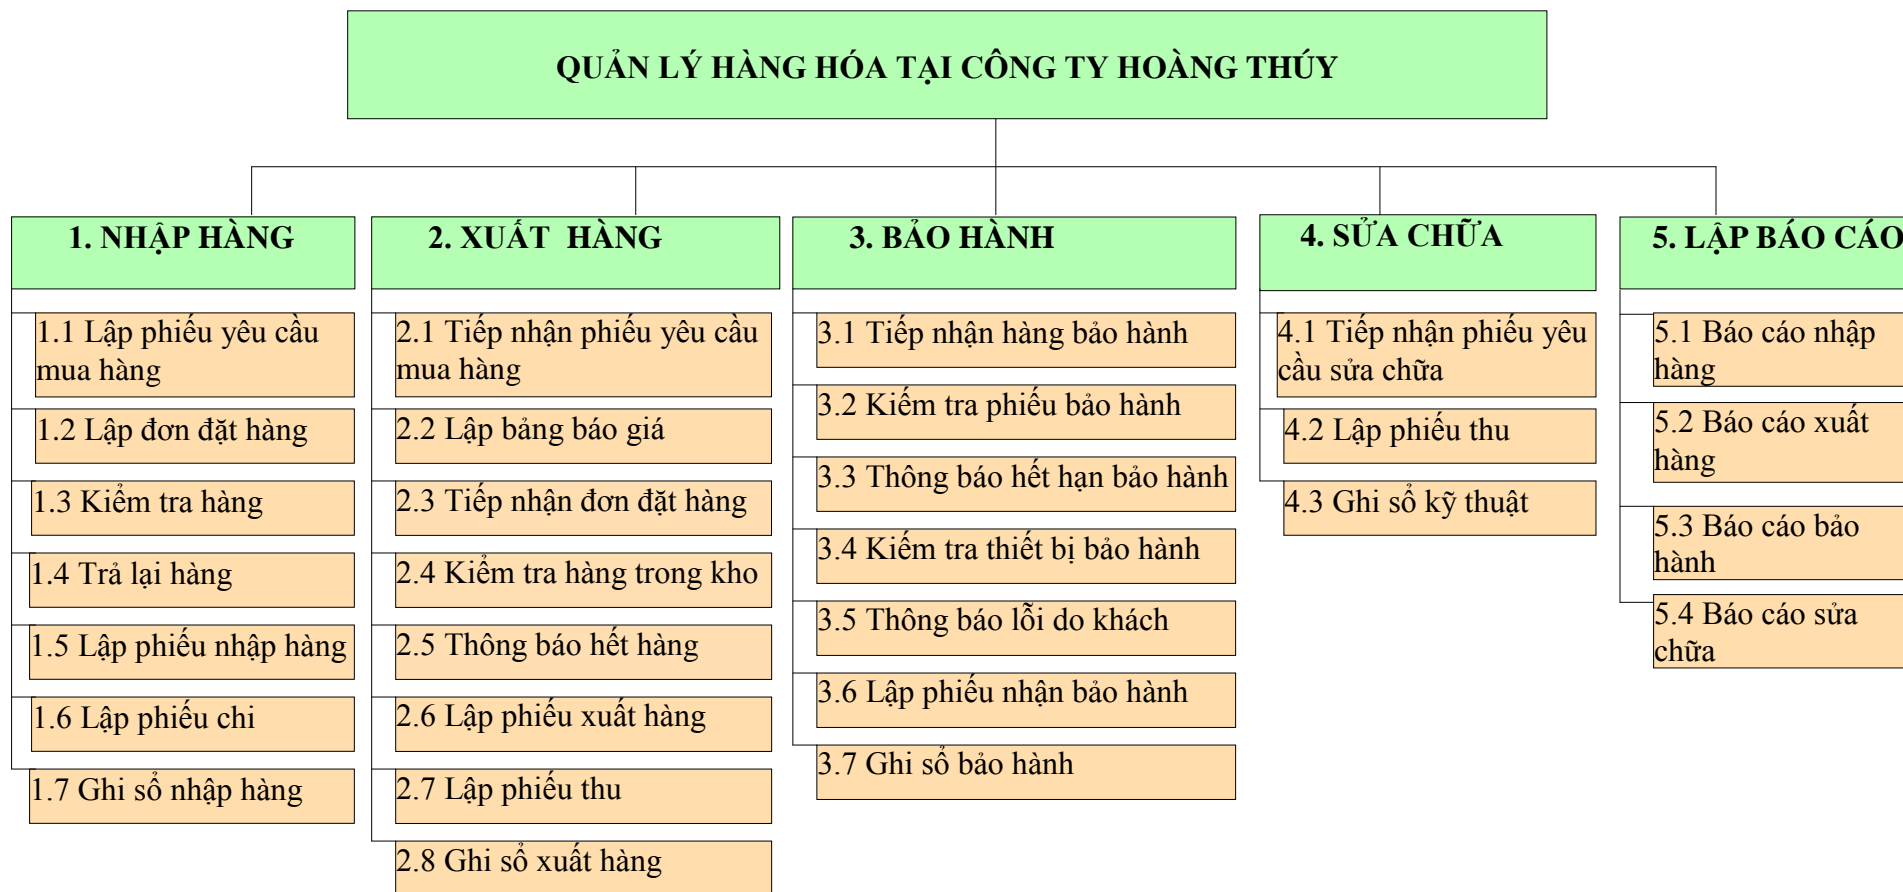 QUẢN LÝ HÀNG HÓA TẠI CÔNG TY HOÀNG THÚY
1. NHẬP HÀNG
1.1 Lập phiếu yêu cầu
mua hàng
1.2 Lập đơn đặt hàng
1.3 Kiểm tra hàng
1.4 Trả lại hàng
1.5 Lập phiếu nhập hàng
1.6 Lập phiếu chi
1.7 Ghi sổ nhập hàng
2. XUẤT HÀNG
2.1 Tiếp nhận phiếu yêu cầu
mua hàng
2.2 Lập bảng báo giá
2.3 Tiếp nhận đơn đặt hàng
2.4 Kiểm tra hàng trong kho
2.5 Thông báo hết hàng
2.6 Lập phiếu xuất hàng
2.7 Lập phiếu thu
2.8 Ghi sổ xuất hàng
3. BẢO HÀNH
3.1 Tiếp nhận hàng bảo hành
3.2 Kiếm tra phiếu bảo hành
3.3 Thông báo hết hạn bảo hành
3.4 Kiếm tra thiết bị bảo hành
3.5 Thông báo lỗi do khách
3.6 Lập phiếu nhận bảo hành
3.7 Ghi sổ bảo hành
4. SỬA CHỮA
4.1 Tiếp nhận phiếu yêu
cầu sửa chữa
4.2 Lập phiếu thu
4.3 Ghi sổ kỹ thuật
5. LẬP BÁO CÁO
5.1 Báo cáo nhập
hàng
5.2 Báo cáo xuất
hàng
5.3 Báo cáo bảo
hành
5.4 Báo cáo sửa
chữa